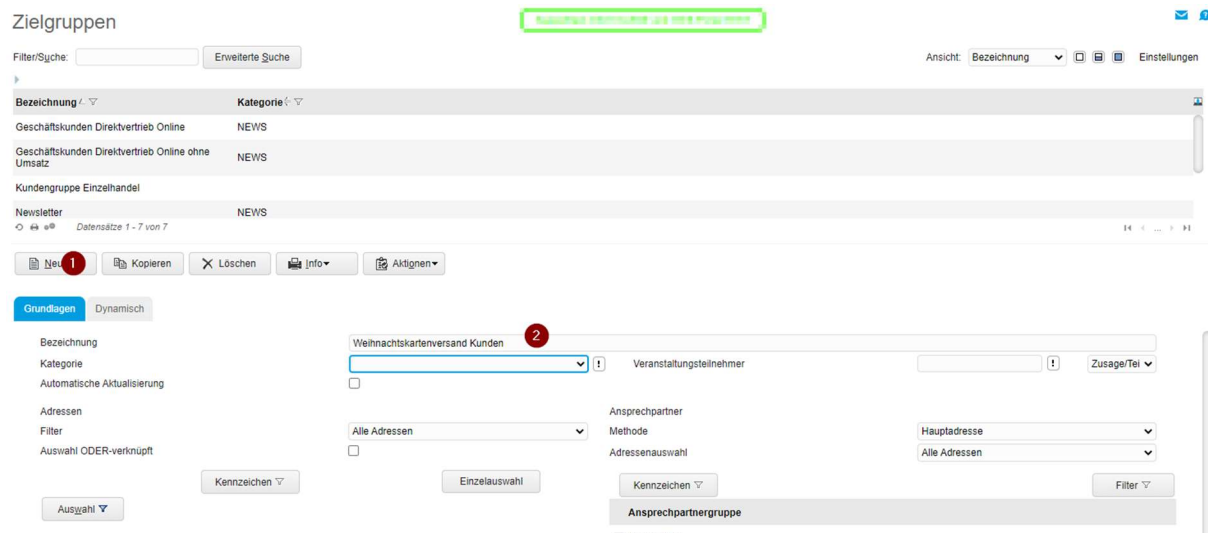 Zielgruppen
Filter/Suche: Erweiterte Suche Ansicht: Bezeichnung Einstellungen
Bezeichnung Kategorie
Geschäftskunden Direktvertrieb Online NEWS
Geschäftskunden Direktvertrieb Online ohne
Umsatz NEWS
Kundengruppe Einzelhandel
Newsletter NEWS
Datensätze 1 - 7 von 7 ...
Neu 1 Kopieren Löschen Info Aktionen
Grundlagen Dynamisch
Bezeichnung Weihnachtskartenversand Kunden 2
Kategorie ! Veranstaltungsteilnehmer ! Zusage/Tei
Automatische Aktualisierung
Adressen Ansprechpartner
Filter Alle Adressen Methode Hauptadresse
Auswahl ODER-verknüpft Adressenauswahl Alle Adressen
Kennzeichen Einzelauswahl Kennzeichen Filter
Auswahl Ansprechpartnergruppe